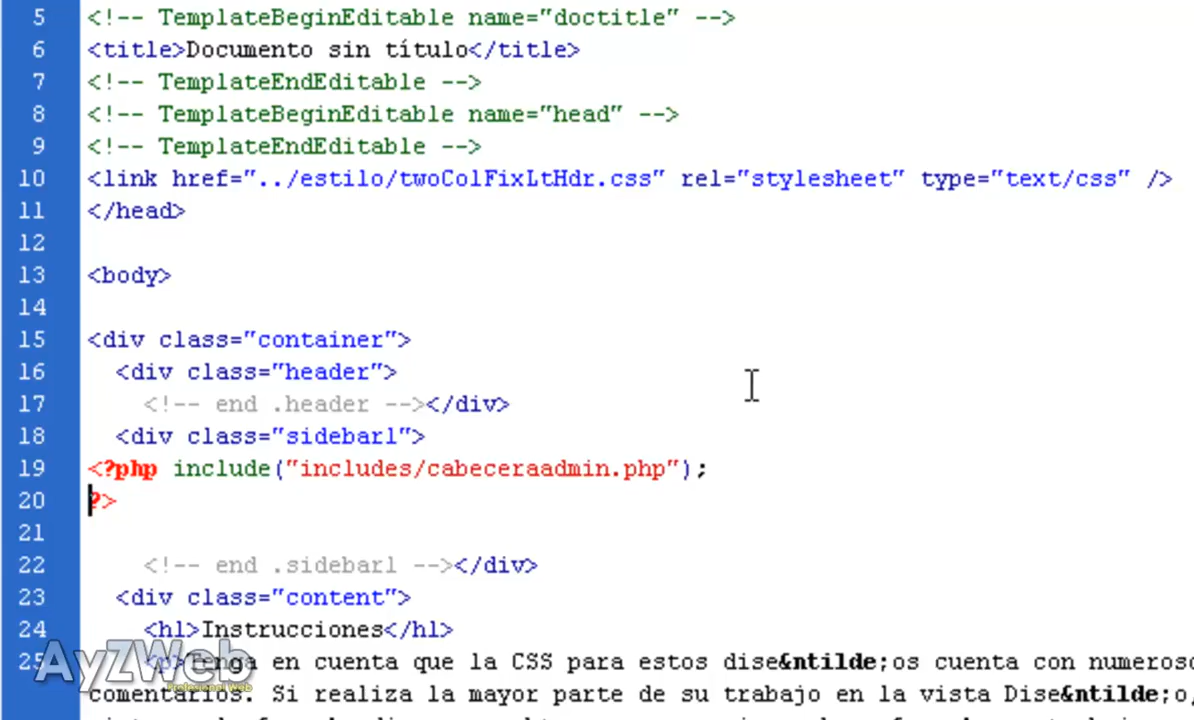 5 <!-- TemplateBeginEditable name="doctitle" -->
6 <title>Documento sin título</title>
7 <!-- TemplateEndEditable -->
8 <!-- TemplateBeginEditable name="head" -->
9 <!-- TemplateEndEditable -->
10 <link href="../estilo/twoColFixLtHdr.css" rel="stylesheet" type="text/css" />
11 </head>
12
13 <body>
14
15 <div class="container">
16 <div class="header">
17 <!-- end .header --></div>
18 <div class="sidebar1">
19 <?php include("includes/cabeceraadmin.php");
20 ?>
21
22 <!-- end .sidebar1 --></div>
23 <div class="content">
24 <h1>Instrucciones</h1>
25 <p>Tenga en cuenta que la CSS para estos dise&ntilde;os cuenta con numeroso
comentarios. Si realiza la mayor parte de su trabajo en la vista Dise&ntilde;o,
AyZWeb
Profesional Web